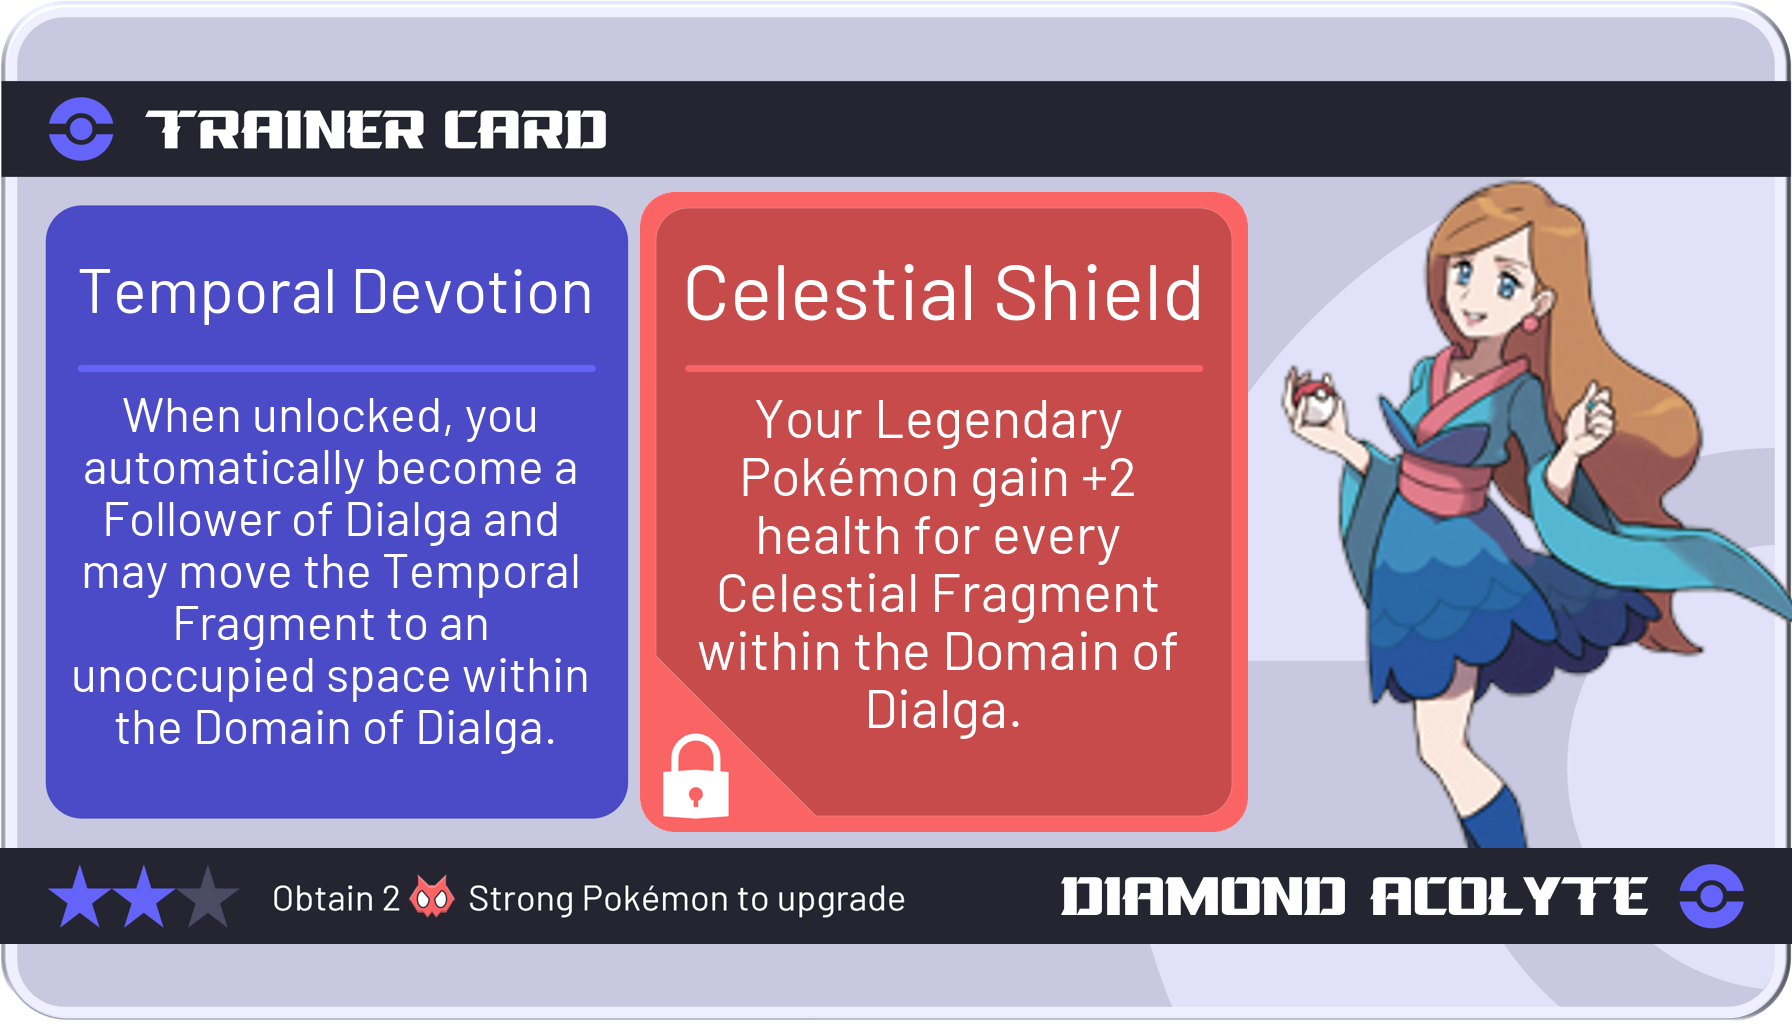 TRAINER CARD
Temporal Devotion
When unlocked, you
automatically become a
Follower of Dialga and
may move the Temporal
Fragment to an
unoccupied space within
the Domain of Dialga.
Celestial Shield
Your Legendary
Pokémon gain +2
health for every
Celestial Fragment
within the Domain of
Dialga.
Obtain 2 Strong Pokémon to upgrade
DIAMOND ACOLYTE